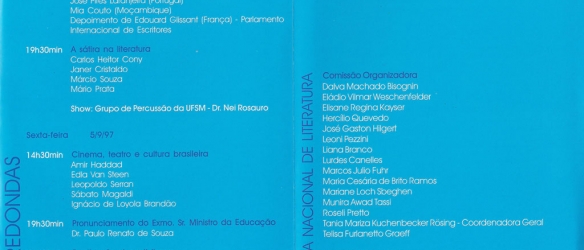 José Pires Laranjeira (Portugal)
Mia Couto (Moçambique)
Depoimento de Edouard Glissant (França) - Parlamento
Internacional de Escritores
19h30min A sátira na literatura
Carlos Heitor Cony
Janer Cristaldo
Márcio Souza
Mário Prata
Show: Grupo de Percussão da UFSM - Dr. Nei Rosauro
Sexta-feira 5/9/97
14h30min Cinema, teatro e cultura brasileira
Amir Haddad
Edla Van Steen
Leopoldo Serran
Sábato Magaldi
Ignácio de Loyola Brandão
19h30min Pronunciamento do Exmo. Sr. Ministro da Educação
Dr. Paulo Renato de Souza
REDONDAS
A NACIONAL DE LITERATURA
Comissão Organizadora
Dalva Machado Bisognin
Eládio Vilmar Weschenfelder
Elisane Regina Kayser
Hercílio Quevedo
José Gaston Hilgert
Leoni Pezzini
Liana Branco
Lurdes Canelles
Marcos Julio Fuhr
Maria Cesária de Brito Ramos
Mariane Loch Sbeghen
Munira Awad Tassi
Roseli Pretto
Tania Mariza Kuchenbecker Rösing - Coordenadora Geral
Telisa Furlanetto Graeff